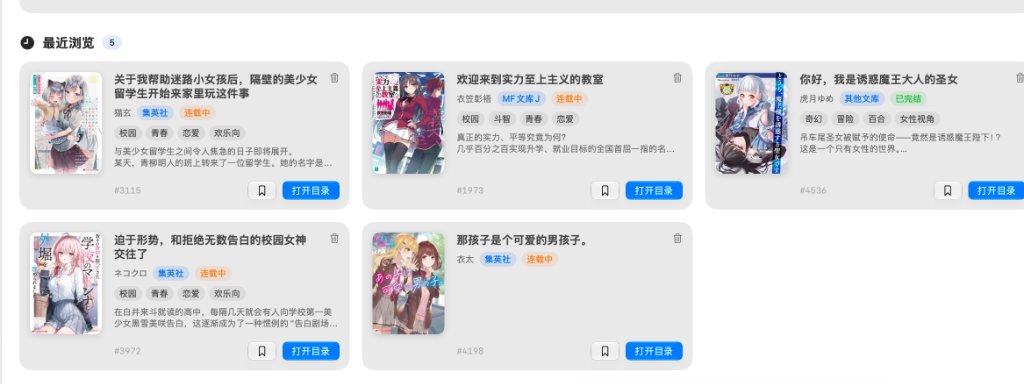 最近浏览 5
关于我帮助迷路小女孩后，隔壁的美少女
留学生开始来家里玩这件事
猫玄 集英社 连载中
校园 青春 恋爱 欢乐向
与美少女留学生之间令人焦急的日子即将展开。
某天，青柳明人的班上转来了一位留学生。她的名字是...
#3115 打开目录
欢迎来到实力至上主义的教室
衣笠彰梧 MF文库J 连载中
校园 斗智 青春 恋爱
真正的实力、平等究竟为何?
几乎百分之百实现升学、就业目标的全国首屈一指的名...
#1973 打开目录
你好，我是诱惑魔王大人的圣女
虎月ゆめ 其他文库 已完结
奇幻 冒险 百合 女性视角
吊车尾圣女被赋予的使命——竟然是诱惑魔王陛下！？
这是一个只有女性的世界。...
#4536 打开目录
迫于形势，和拒绝无数告白的校园女神
交往了
ネコクロ 集英社 连载中
校园 青春 恋爱 欢乐向
在白井来斗就读的高中，每隔几天就会有人向学校第一美
少女黑雪美咲告白，这逐渐成为了一种惯例的“告白剧场...
#3972 打开目录
那孩子是个可爱的男孩子。
衣太 集英社 连载中
#4198 打开目录